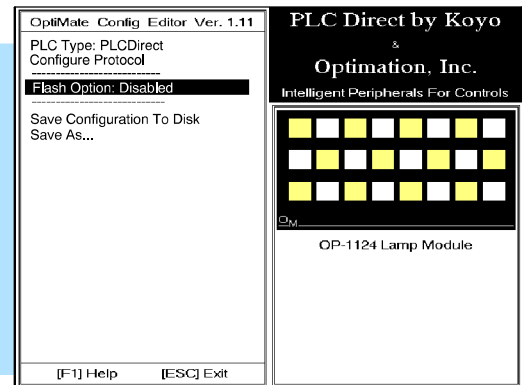 OptiMate Config Editor Ver. 1.11
PLC Type: PLCDirect
Configure Protocol
---------------------------
Flash Option: Disabled
----------------------------
Save Configuration To Disk
Save As...
[F1] Help [ESC] Exit
PLC Direct by Koyo
&
Optimation, Inc.
Intelligent Peripherals For Controls
OM
OP-1124 Lamp Module